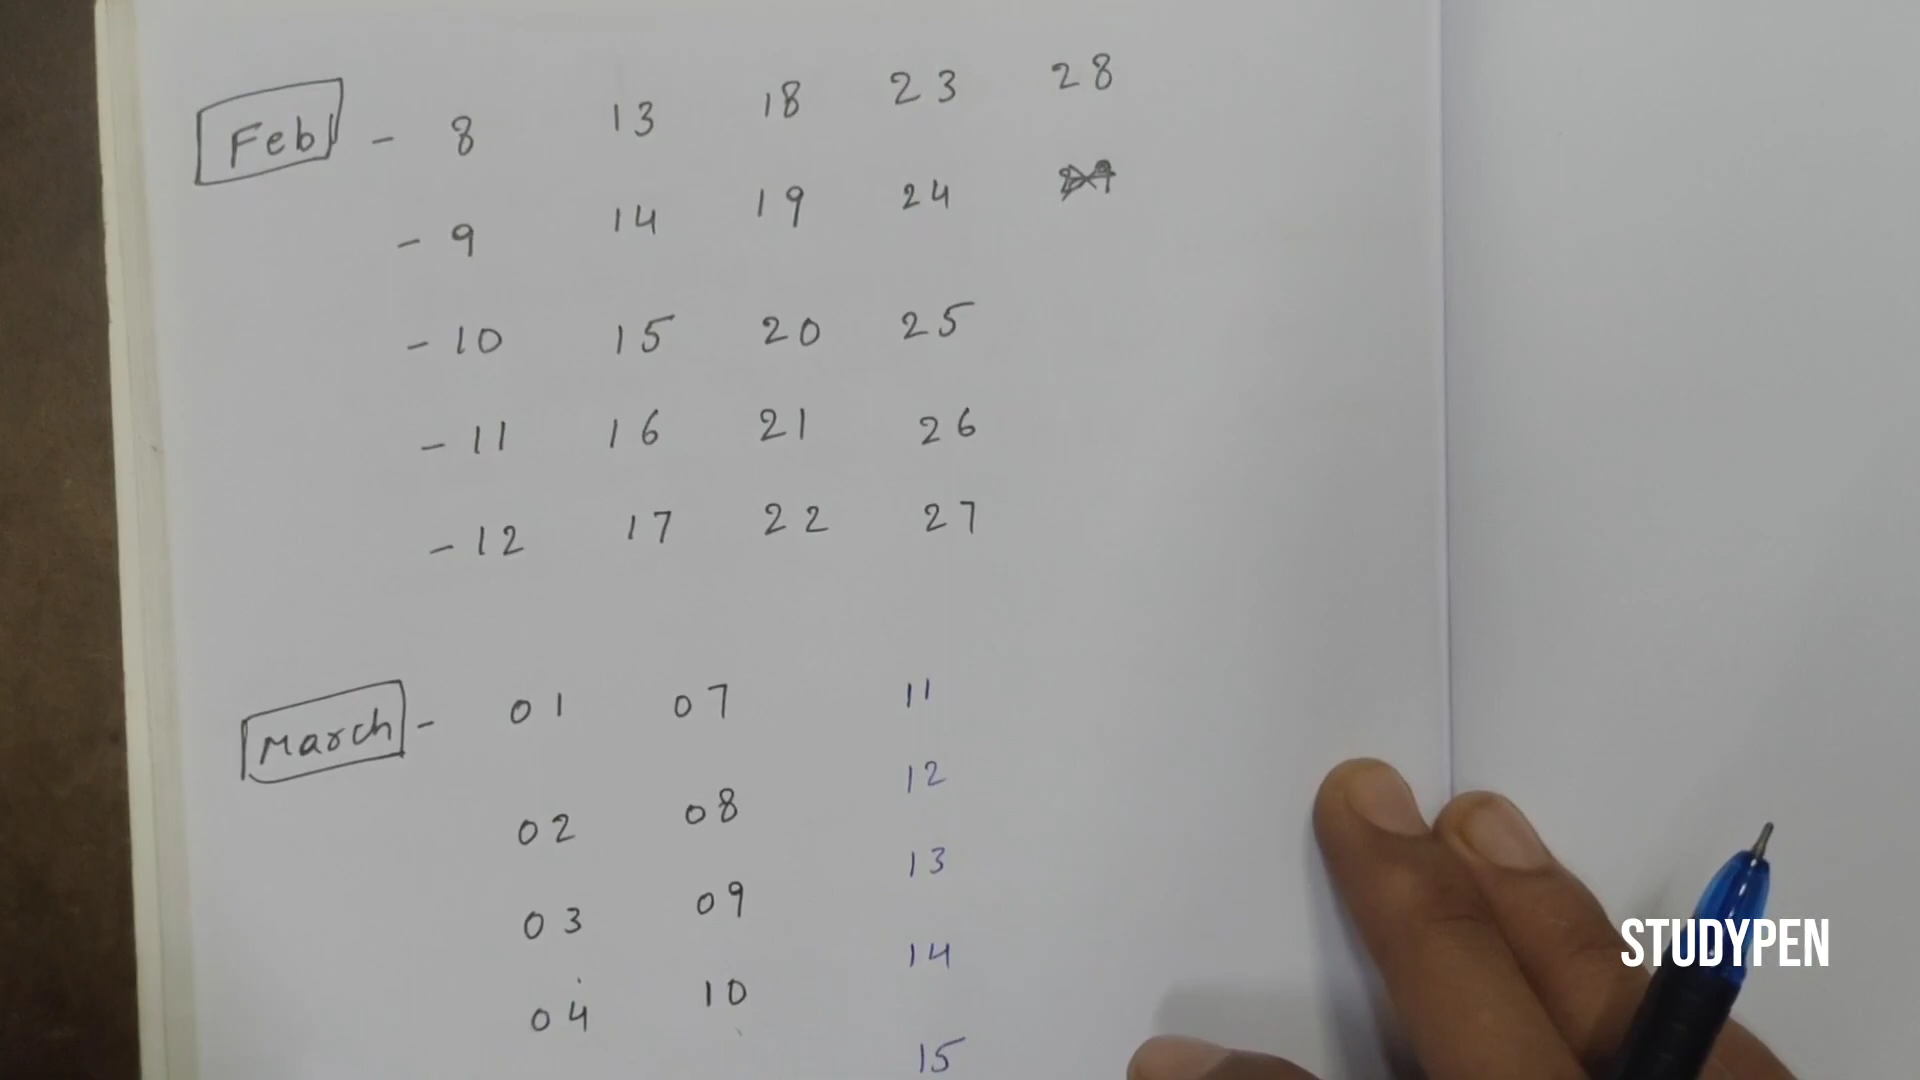 Feb - 8 13 18 23 28
- 9 14 19 24
- 10 15 20 25
- 11 16 21 26
- 12 17 22 27
March - 01 07 11
02 08 12
03 09 13
04 10 14
15
STUDYPEN